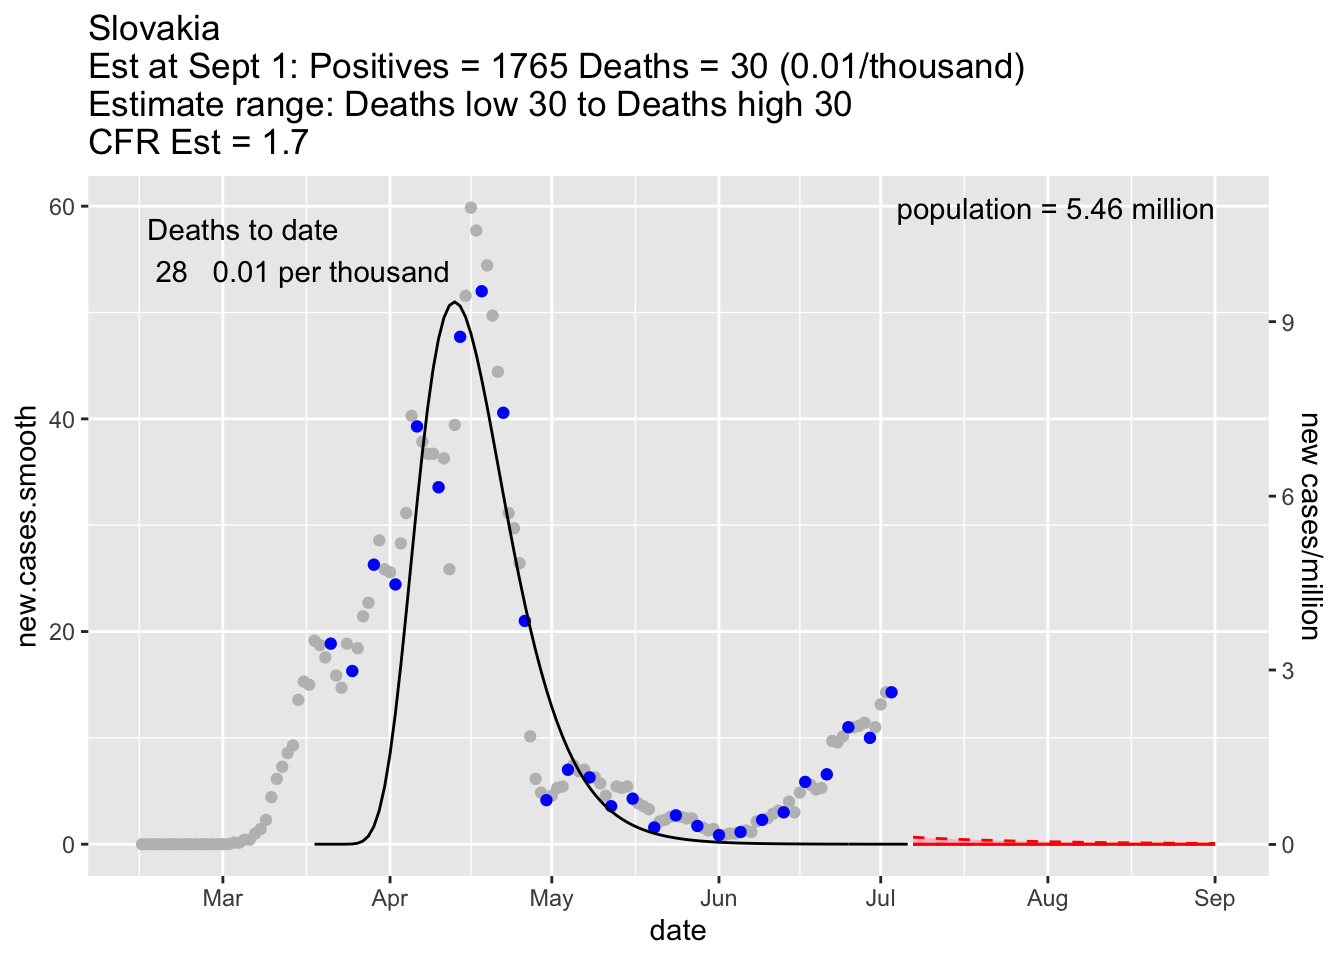 Slovakia
Est at Sept 1: Positives = 1765 Deaths = 30 (0.01/thousand)
Estimate range: Deaths low 30 to Deaths high 30
CFR Est = 1.7
population = 5.46 million
Deaths to date
28 0.01 per thousand
60
40
20
0
new.cases.smooth
9
6
3
0
new cases/million
Mar Apr May Jun Jul Aug Sep
date